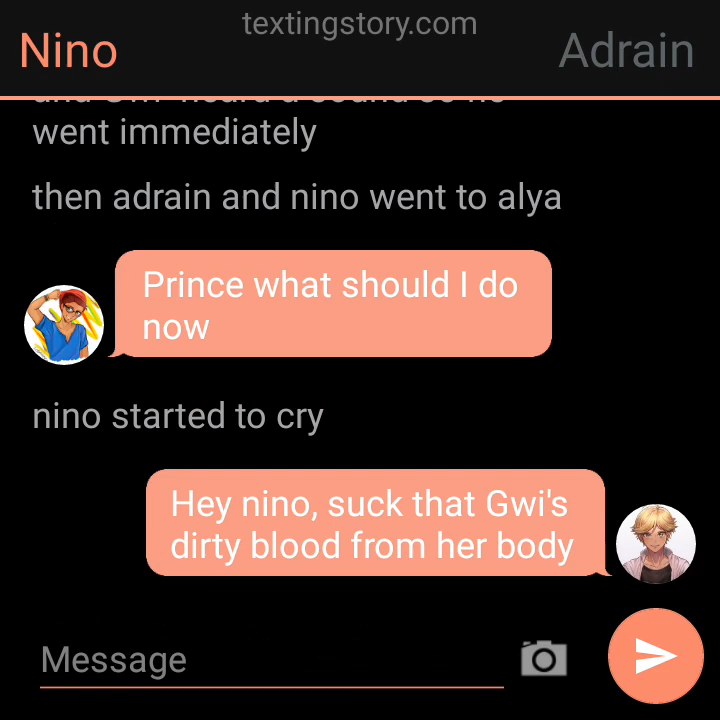 textingstory.com
Nino
Adrain
went immediately
then adrain and nino went to alya
Prince what should I do
now
nino started to cry
Hey nino, suck that Gwi's
dirty blood from her body
Message